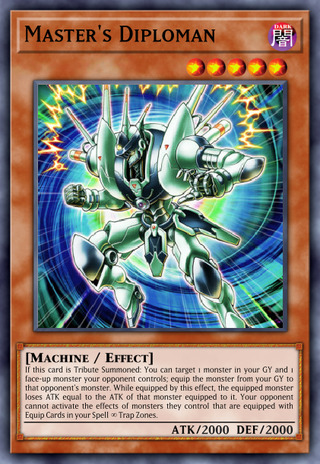 Master's Diploman
DARK
闇
[Machine / Effect]
If this card is Tribute Summoned: You can target 1 monster in your GY and 1
face-up monster your opponent controls; equip the monster from your GY to
that opponent's monster. While equipped by this effect, the equipped monster
loses ATK equal to the ATK of that monster equipped to it. Your opponent
cannot activate the effects of monsters they control that are equipped with
Equip Cards in your Spell & Trap Zones.
ATK/2000 DEF/2000